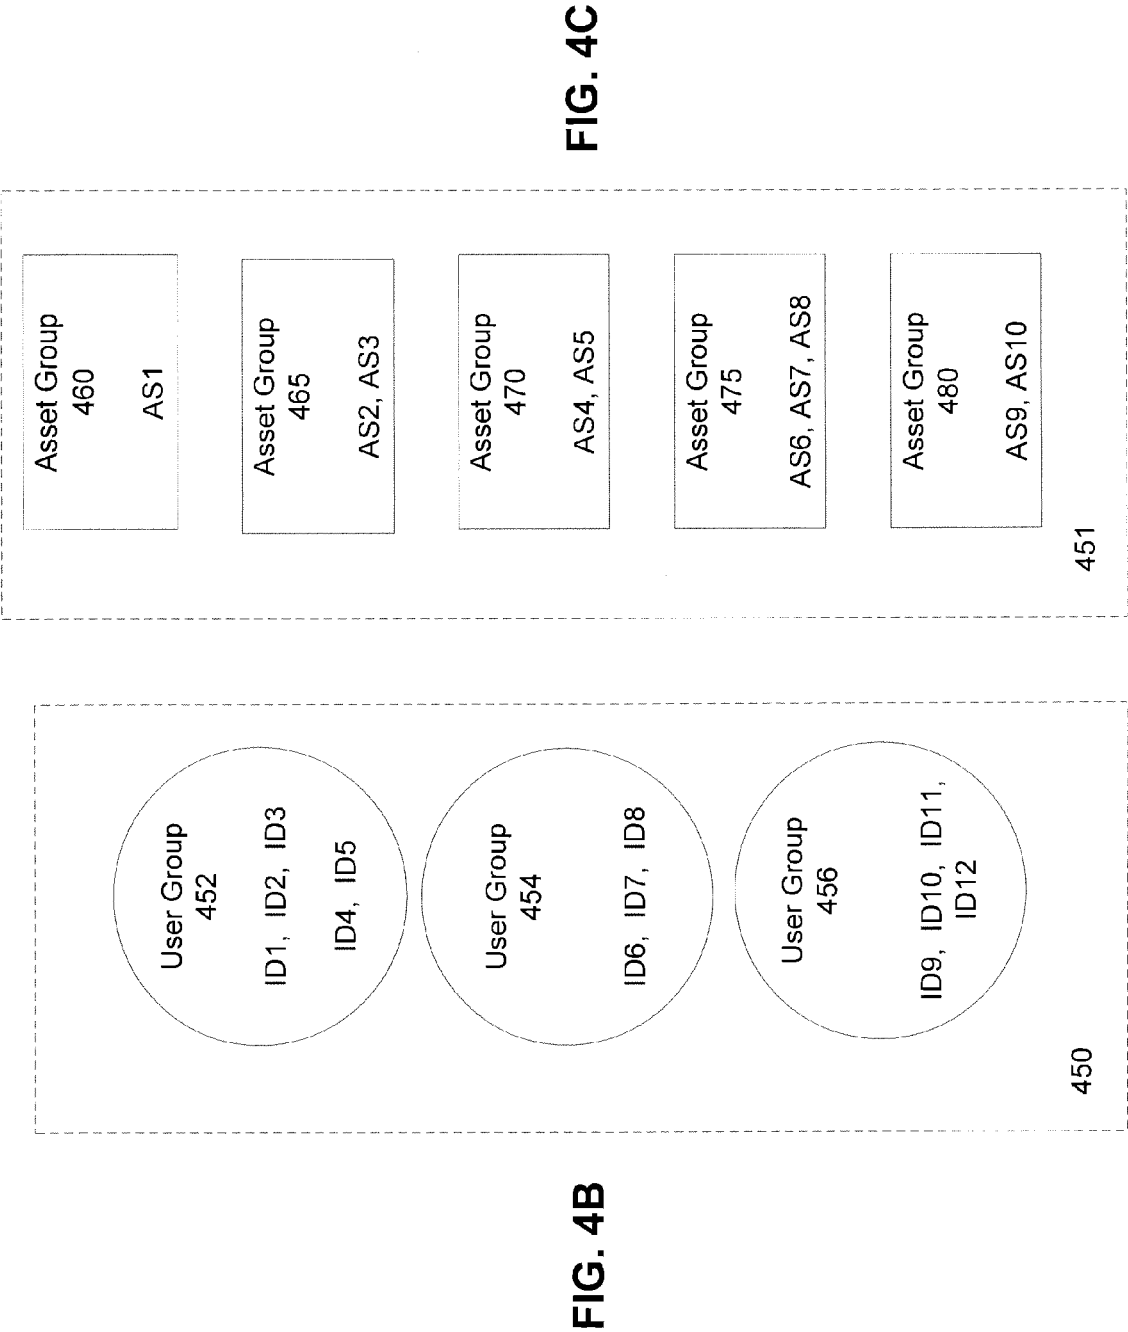 FIG. 4B
User Group
452
ID1, ID2, ID3
ID4, ID5
User Group
454
ID6, ID7, ID8
User Group
456
ID9, ID10, ID11,
ID12
450
FIG. 4C
Asset Group
460
AS1
Asset Group
465
AS2, AS3
Asset Group
470
AS4, AS5
Asset Group
475
AS6, AS7, AS8
Asset Group
480
AS9, AS10
451